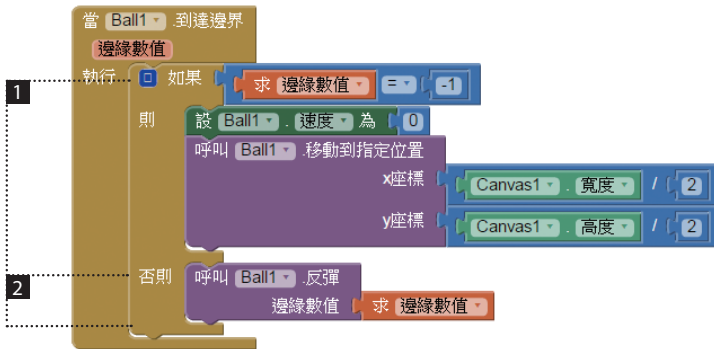 當 Ball1 .到達邊界
邊緣數值
執行 如果 求 邊緣數值 = -1
1
則 設 Ball1 . 速度 為 0
呼叫 Ball1 .移動到指定位置
x座標 Canvas1 . 寬度 / 2
y座標 Canvas1 . 高度 / 2
否則 呼叫 Ball1 .反彈
2
邊緣數值 求 邊緣數值